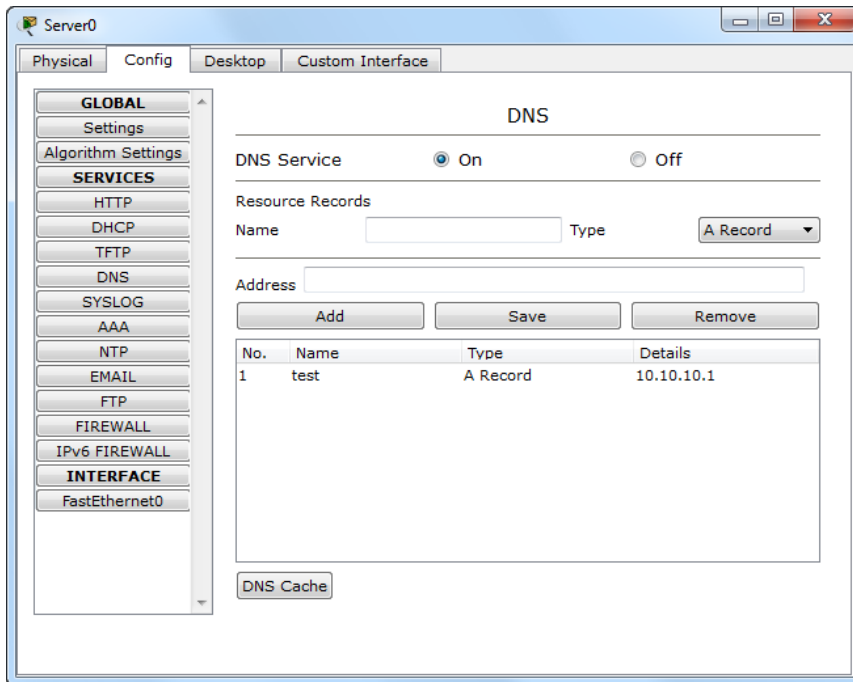 Server0
Physical Config Desktop Custom Interface
GLOBAL
Settings
Algorithm Settings
SERVICES
HTTP
DHCP
TFTP
DNS
SYSLOG
AAA
NTP
EMAIL
FTP
FIREWALL
IPv6 FIREWALL
INTERFACE
FastEthernet0
DNS
DNS Service On Off
Resource Records
Name Type A Record
Address
Add Save Remove
No. Name Type Details
1 test A Record 10.10.10.1
DNS Cache